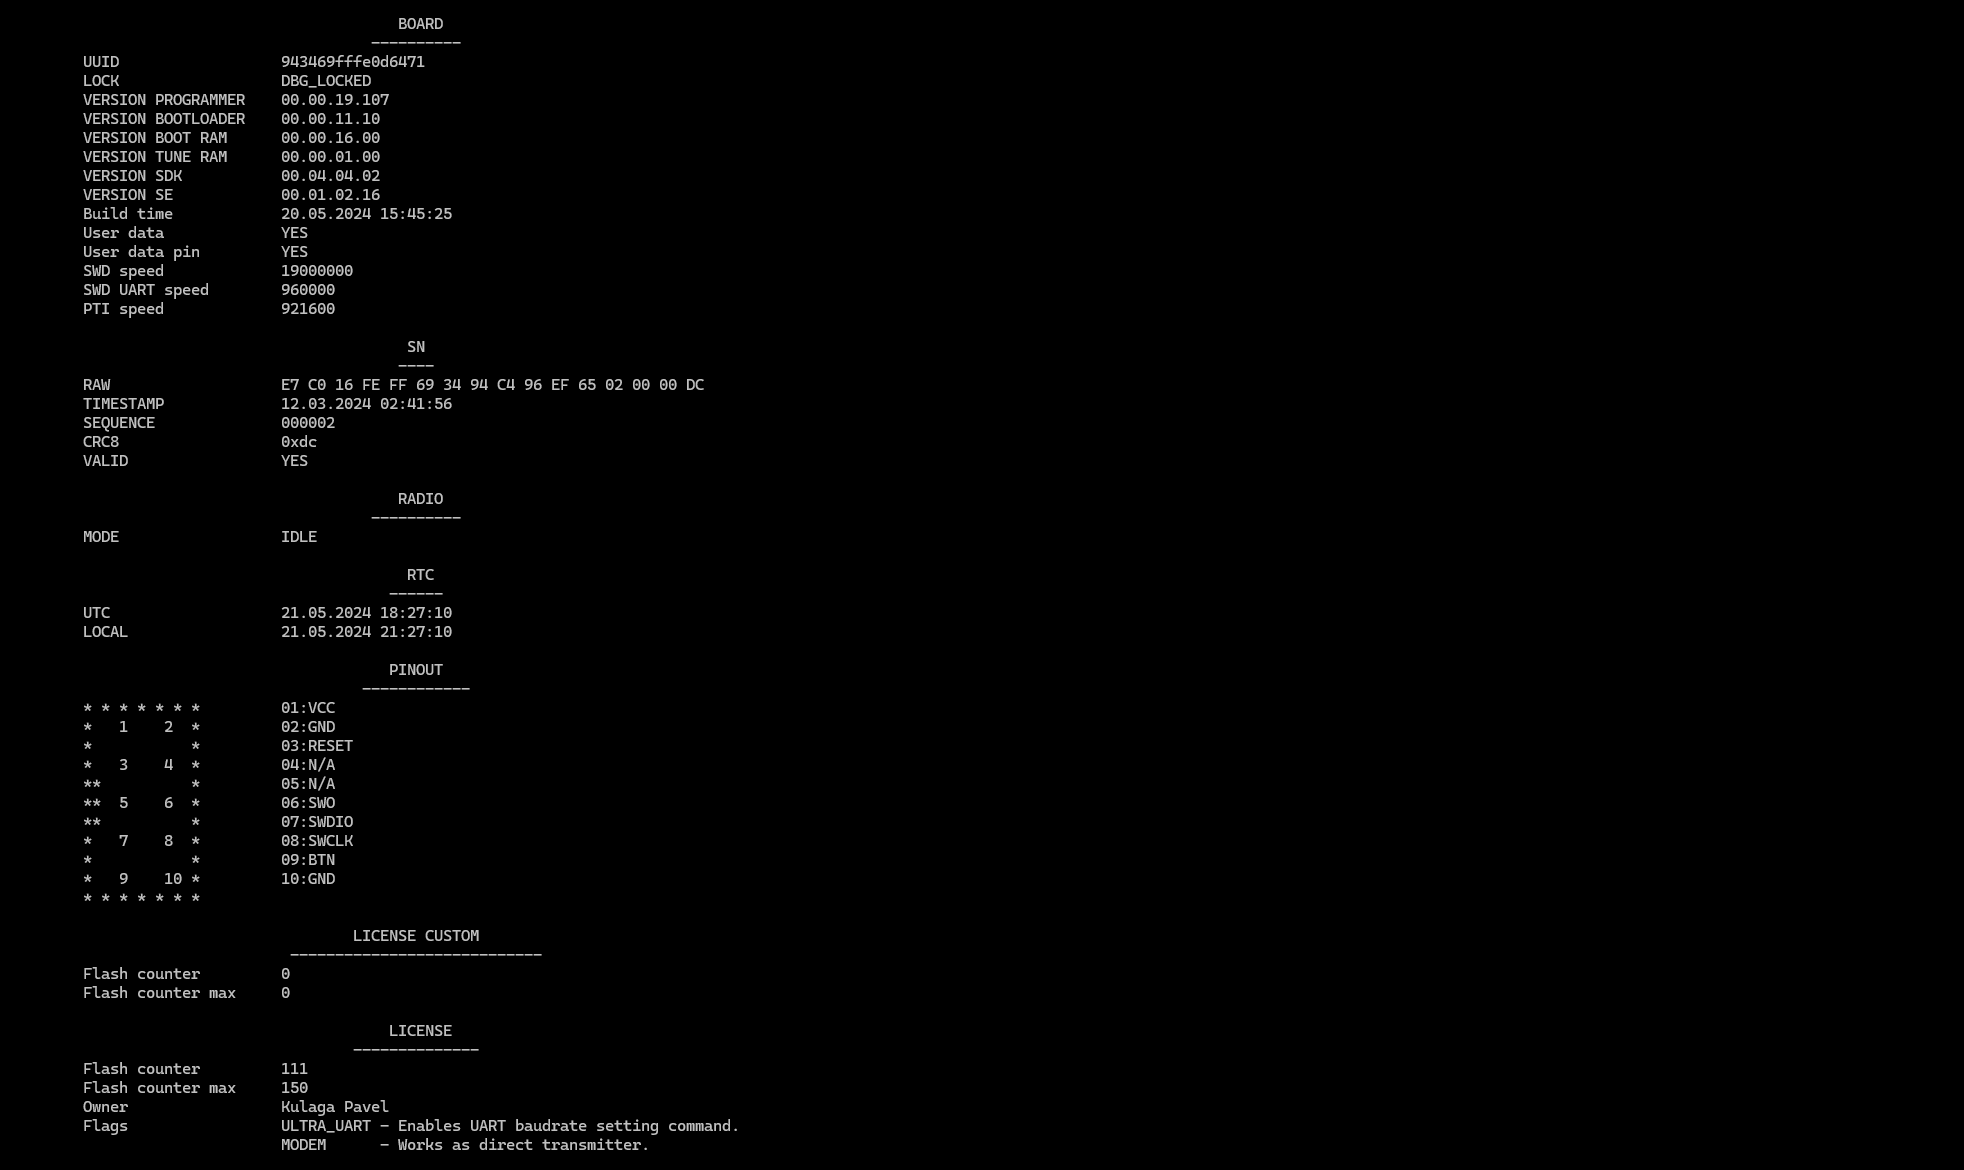 BOARD
----------
UUID 943469fffe0d6471
LOCK DBG_LOCKED
VERSION PROGRAMMER 00.00.19.107
VERSION BOOTLOADER 00.00.11.10
VERSION BOOT RAM 00.00.16.00
VERSION TUNE RAM 00.00.01.00
VERSION SDK 00.04.04.02
VERSION SE 00.01.02.16
Build time 20.05.2024 15:45:25
User data YES
User data pin YES
SWD speed 19000000
SWD UART speed 960000
PTI speed 921600
SN
----
RAW E7 C0 16 FE FF 69 34 94 C4 96 EF 65 02 00 00 DC
TIMESTAMP 12.03.2024 02:41:56
SEQUENCE 000002
CRC8 0xdc
VALID YES
RADIO
----------
MODE IDLE
RTC
------
UTC 21.05.2024 18:27:10
LOCAL 21.05.2024 21:27:10
PINOUT
------------
* * * * * * * 01:VCC
* 1 2 * 02:GND
* * 03:RESET
* 3 4 * 04:N/A
** * 05:N/A
** 5 6 * 06:SWO
** * 07:SWDIO
* 7 8 * 08:SWCLK
* * 09:BTN
* 9 10 * 10:GND
* * * * * * *
LICENSE CUSTOM
----------------------------
Flash counter 0
Flash counter max 0
LICENSE
--------------
Flash counter 111
Flash counter max 150
Owner Kulaga Pavel
Flags ULTRA_UART - Enables UART baudrate setting command.
MODEM - Works as direct transmitter.